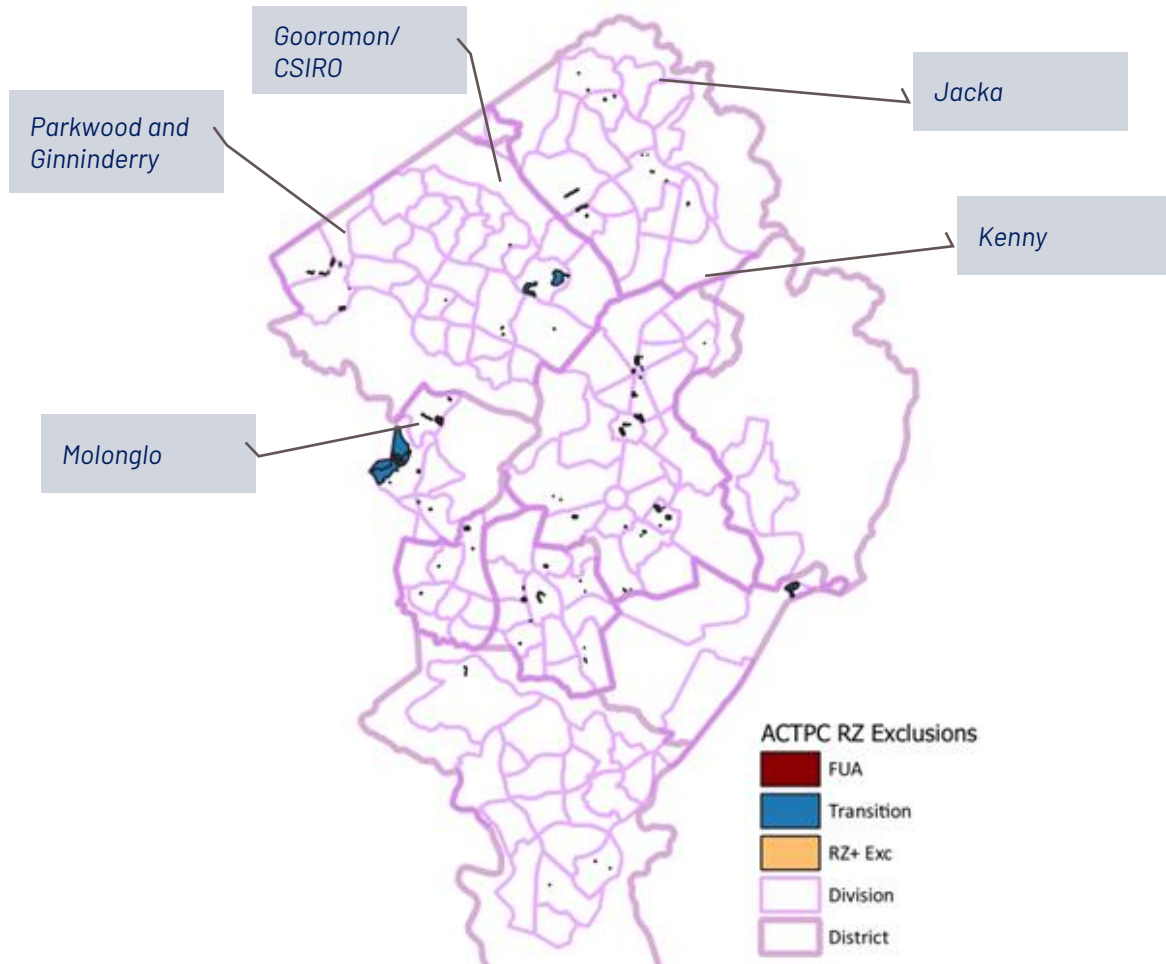 Gooromon/
CSIRO
Jacka
Parkwood and
Ginninderry
Kenny
Molonglo
ACTPC RZ Exclusions
FUA
Transition
RZ+ Exc
Division
District